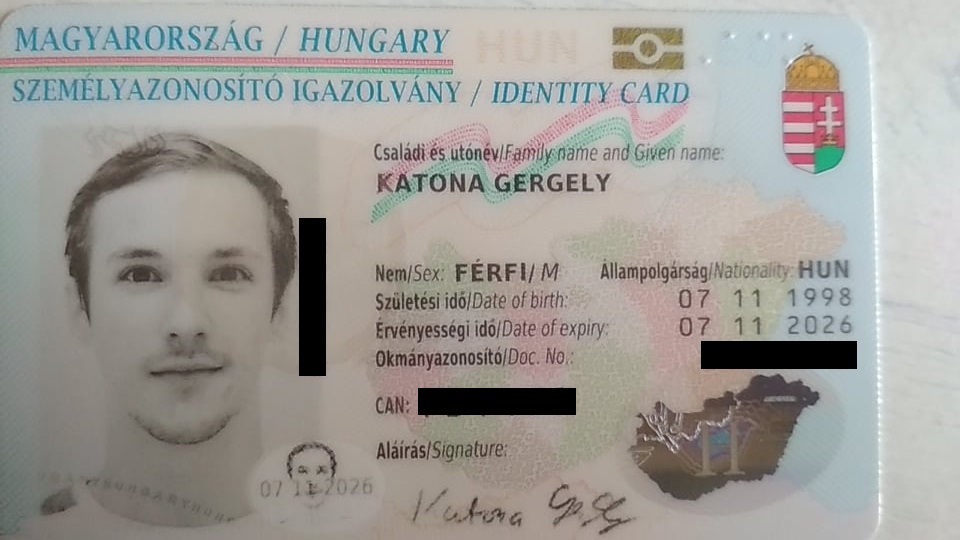 MAGYARORSZÁG / HUNGARY
HUN
SZEMÉLYAZONOSÍTÓ IGAZOLVÁNY / IDENTITY CARD
Családi és utónév/Family name and Given name:
KATONA GERGELY
Nem/Sex: FÉRFI/ M Állampolgárság/Nationality: HUN
Születési idő/Date of birth: 07 11 1998
Érvényességi idő/Date of expiry: 07 11 2026
Okmányazonosító/Doc. No.:
CAN:
Aláírás/Signature:
07 11 2026
Katona